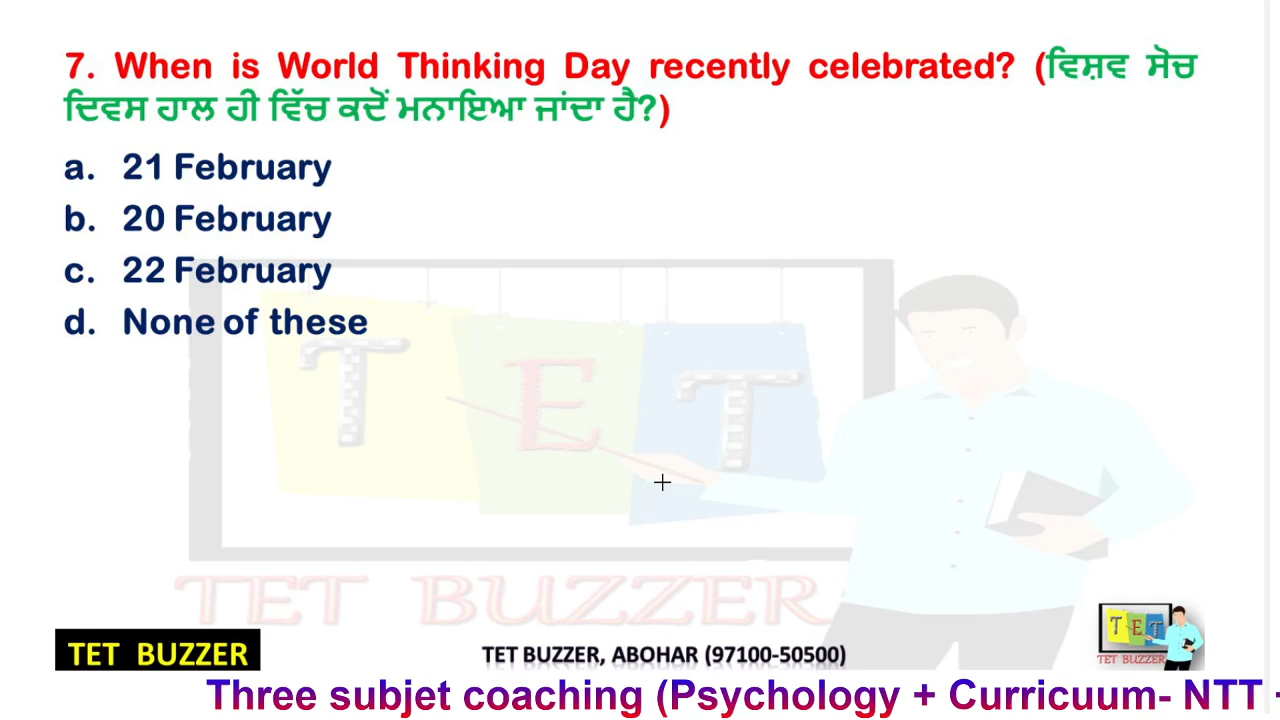 7. When is World Thinking Day recently celebrated? (ਵਿਸ਼ਵ ਸੋਚ
ਦਿਵਸ ਹਾਲ ਹੀ ਵਿੱਚ ਕਦੋਂ ਮਨਾਇਆ ਜਾਂਦਾ ਹੈ?)
a. 21 February
b. 20 February
c. 22 February
d. None of these
T E T
TET BUZZER
TET BUZZER
TET BUZZER, ABOHAR (97100-50500)
T E T
TET BUZZER
Three subjet coaching (Psychology + Curricuum- NTT -